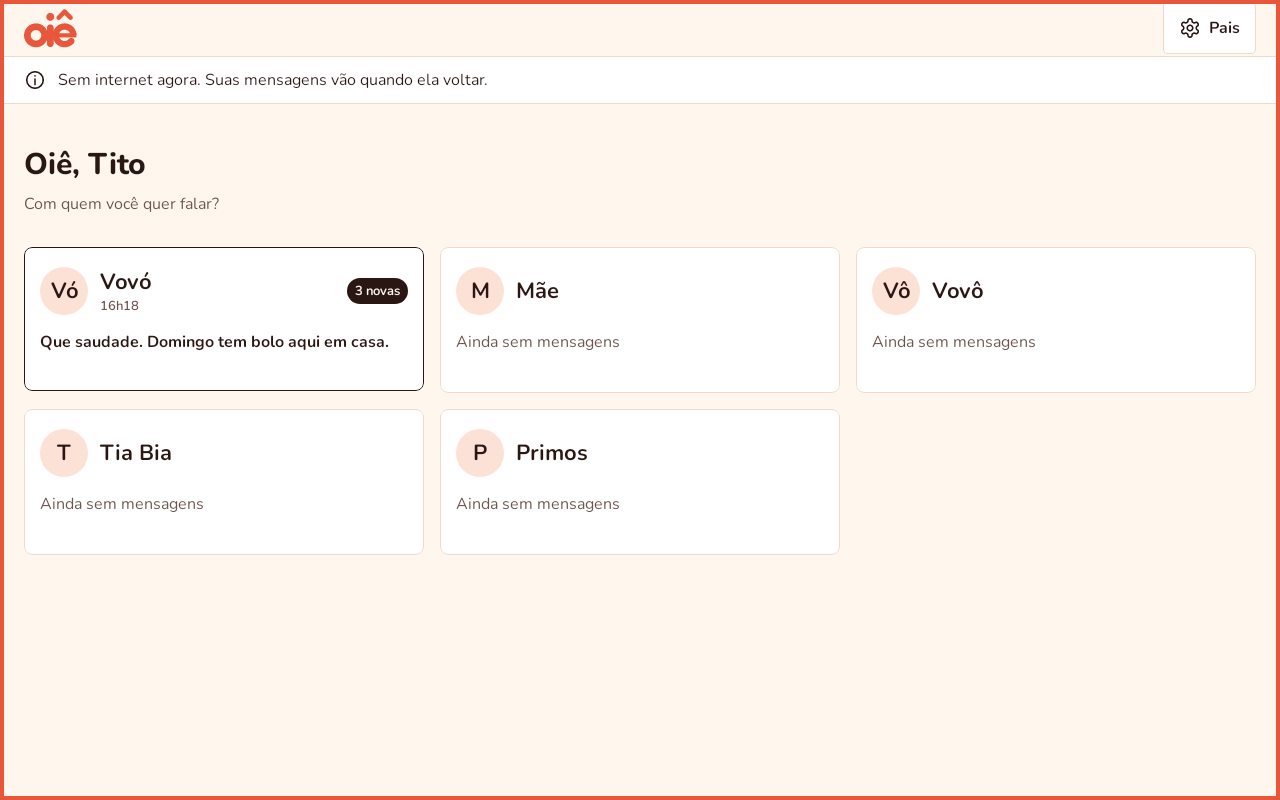 oiê
Pais
Sem internet agora. Suas mensagens vão quando ela voltar.
Oiê, Tito
Com quem você quer falar?
Vó
Vovó
16h18
3 novas
Que saudade. Domingo tem bolo aqui em casa.
M
Mãe
Ainda sem mensagens
Vô
Vovô
Ainda sem mensagens
T
Tia Bia
Ainda sem mensagens
P
Primos
Ainda sem mensagens